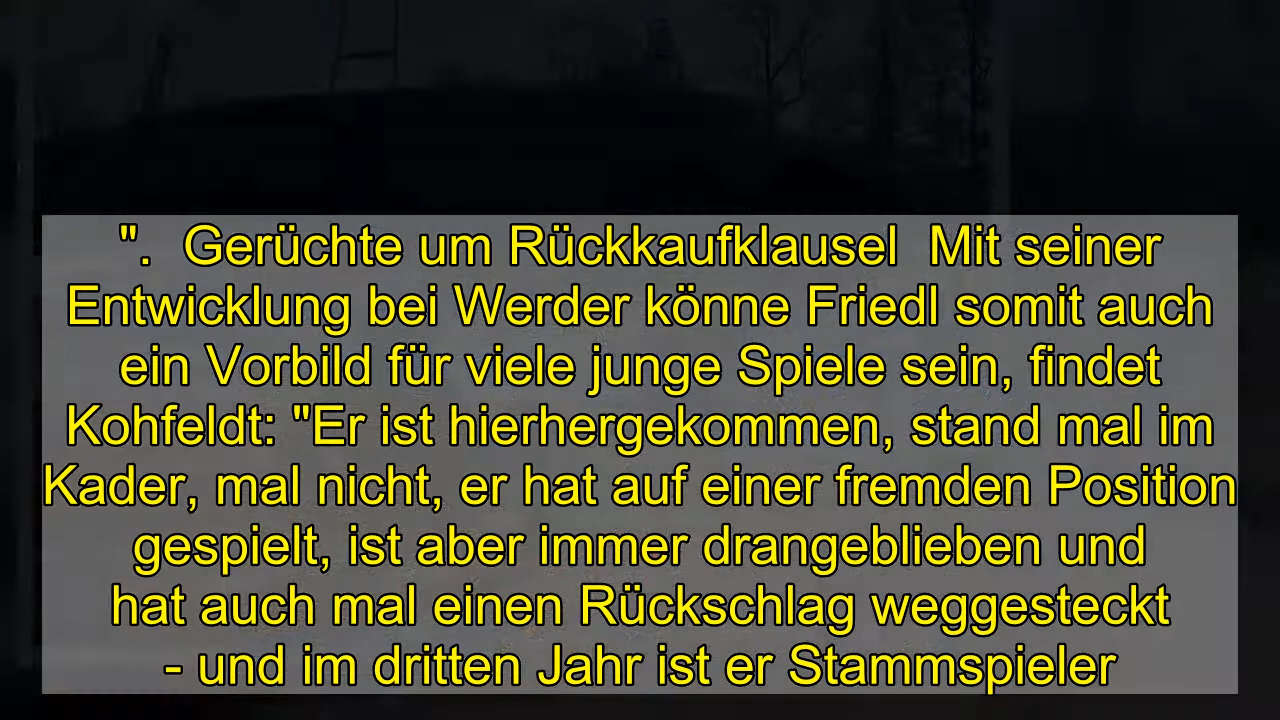 ".  Gerüchte um Rückkaufklausel  Mit seiner
Entwicklung bei Werder könne Friedl somit auch
ein Vorbild für viele junge Spiele sein, findet
Kohfeldt: "Er ist hierhergekommen, stand mal im
Kader, mal nicht, er hat auf einer fremden Position
gespielt, ist aber immer drangeblieben und
hat auch mal einen Rückschlag weggesteckt
- und im dritten Jahr ist er Stammspieler